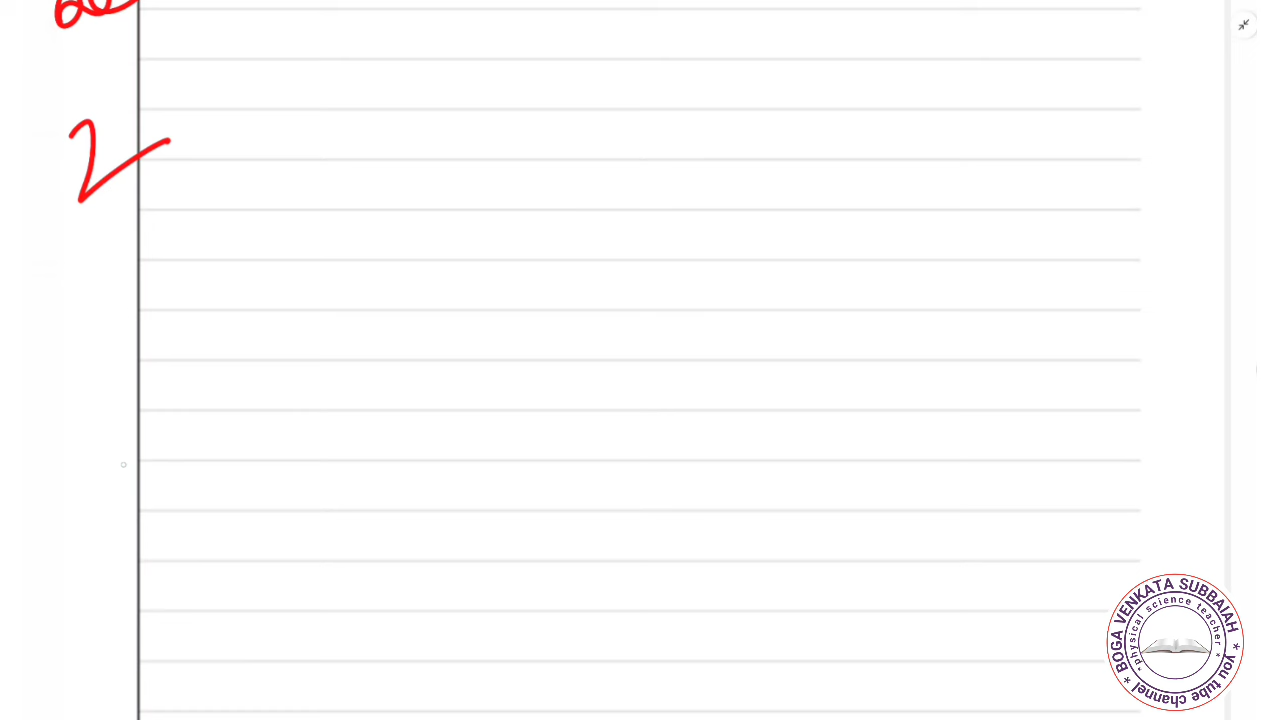 2
BOGA VENKATA SUBBAIAH * you tube channel *
*physical science teacher*